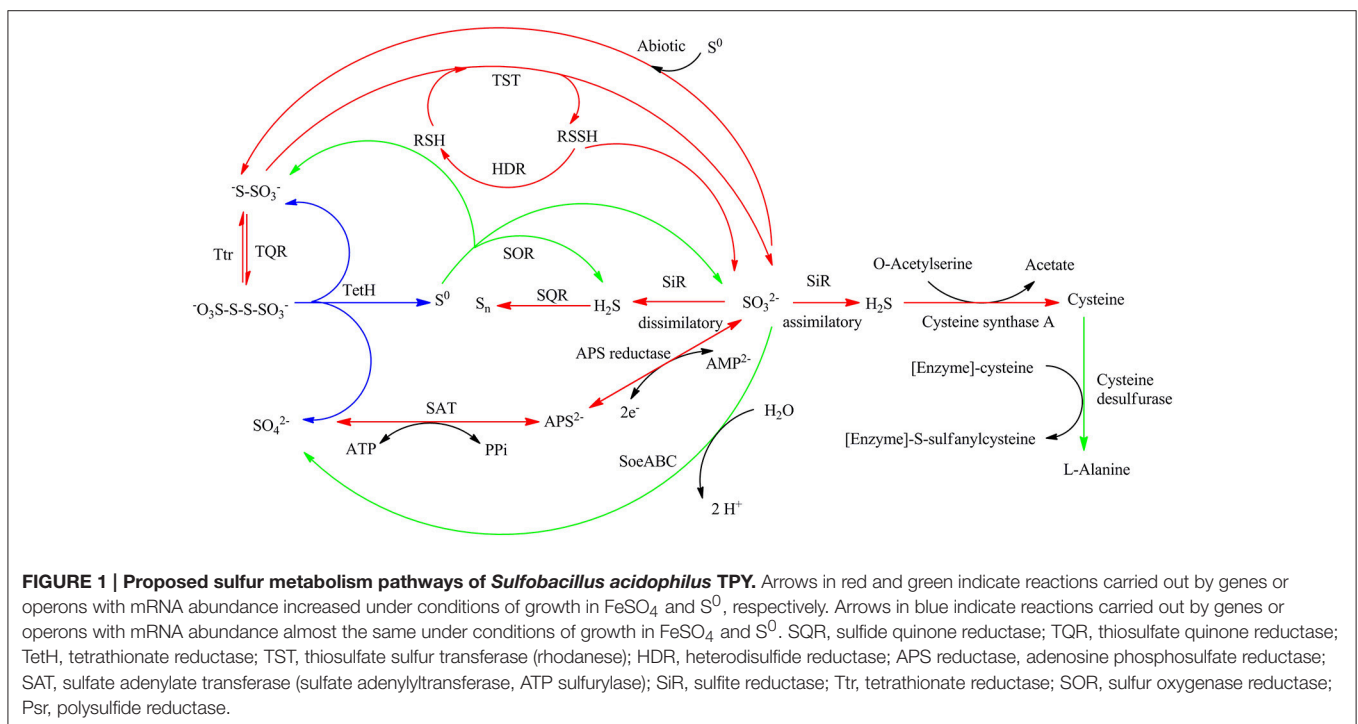 Abiotic S⁰
TST
RSH RSSH
HDR
⁻S-SO₃⁻
Ttr TQR
SOR
⁻O₃S-S-S-SO₃⁻ TetH S⁰ Sₙ SQR H₂S SiR SO₃²⁻ SiR H₂S O-Acetylserine Acetate Cysteine
dissimilatory assimilatory Cysteine synthase A
APS reductase AMP²⁻
2e⁻
[Enzyme]-cysteine Cysteine
desulfurase
SO₄²⁻ SAT APS²⁻ H₂O
ATP PPi
[Enzyme]-S-sulfanylcysteine
SoeABC
L-Alanine
2 H⁺
FIGURE 1 | Proposed sulfur metabolism pathways of Sulfobacillus acidophilus TPY. Arrows in red and green indicate reactions carried out by genes or
operons with mRNA abundance increased under conditions of growth in FeSO₄ and S⁰, respectively. Arrows in blue indicate reactions carried out by genes or
operons with mRNA abundance almost the same under conditions of growth in FeSO₄ and S⁰. SQR, sulfide quinone reductase; TQR, thiosulfate quinone reductase;
TetH, tetrathionate reductase; TST, thiosulfate sulfur transferase (rhodanese); HDR, heterodisulfide reductase; APS reductase, adenosine phosphosulfate reductase;
SAT, sulfate adenylate transferase (sulfate adenylyltransferase, ATP sulfurylase); SiR, sulfite reductase; Ttr, tetrathionate reductase; SOR, sulfur oxygenase reductase;
Psr, polysulfide reductase.